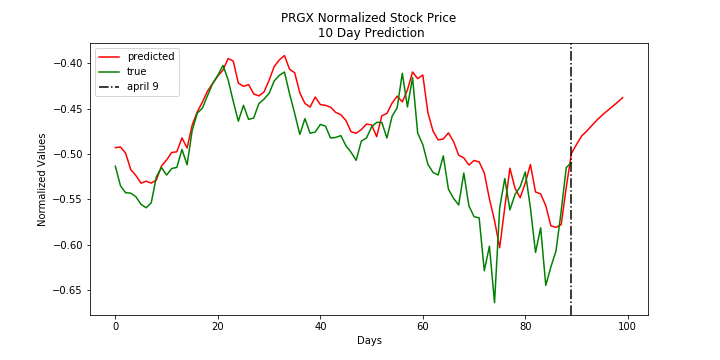 PRGX Normalized Stock Price
10 Day Prediction
predicted
true
april 9
Normalized Values
−0.40
−0.45
−0.50
−0.55
−0.60
−0.65
0
20
40
60
80
100
Days